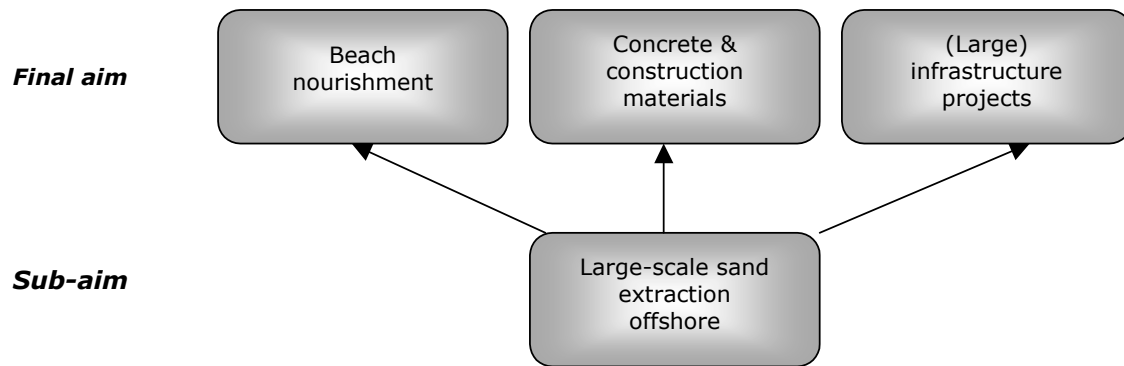 Final aim
Beach
nourishment
Concrete &
construction
materials
(Large)
infrastructure
projects
Sub-aim
Large-scale sand
extraction
offshore